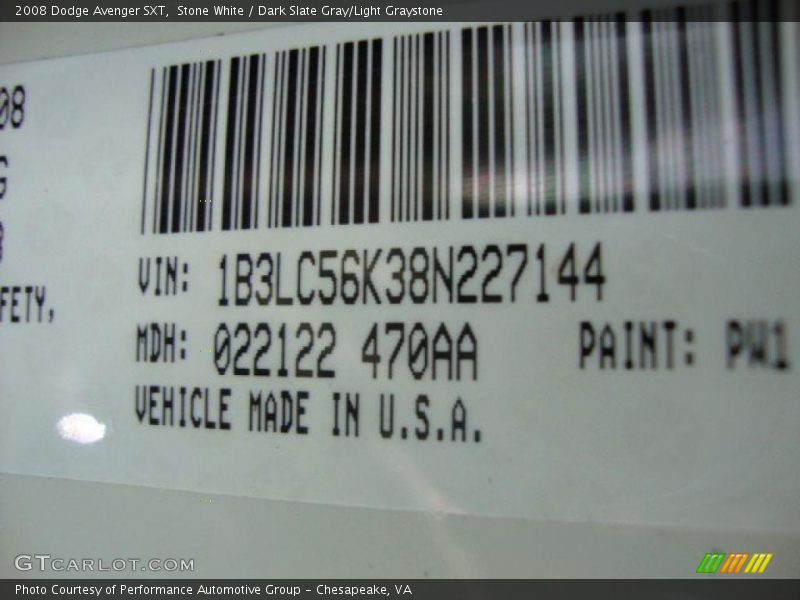 2008 Dodge Avenger SXT, Stone White / Dark Slate Gray/Light Graystone
08
G
FETY,
VIN: 1B3LC56K38N227144
MDH: 022122 470AA
PAINT: PW1
VEHICLE MADE IN U.S.A.
GTCARLOT.COM
Photo Courtesy of Performance Automotive Group – Chesapeake, VA